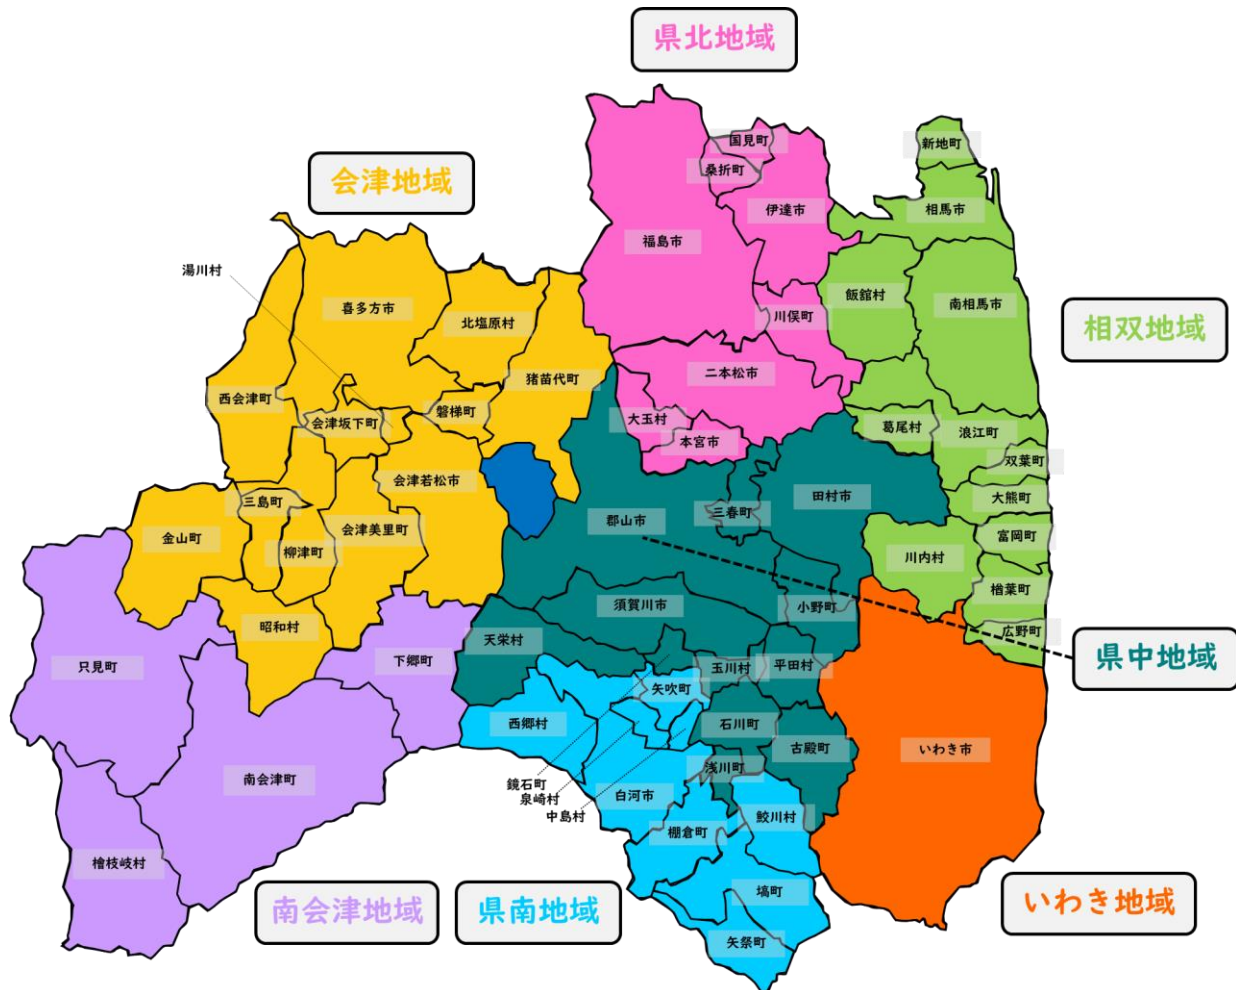 県北地域
国見町
新地町
桑折町
会津地域
伊達市
相馬市
福島市
湯川村
喜多方市
飯舘村
南相馬市
北塩原村
川俣町
相双地域
二本松市
猪苗代町
西会津町
磐梯町
大玉村
会津坂下町
葛尾村
浪江町
本宮市
双葉町
会津若松市
大熊町
田村市
三島町
三春町
郡山市
会津美里町
富岡町
金山町
柳津町
川内村
楢葉町
須賀川市
小野町
昭和村
広野町
天栄村
県中地域
下郷町
只見町
玉川村
平田村
矢吹町
西郷村
石川町
古殿町
いわき市
浅川町
南会津町
鏡石町
泉崎村
白河市
中島村
鮫川村
棚倉町
檜枝岐村
塙町
いわき地域
南会津地域
県南地域
矢祭町